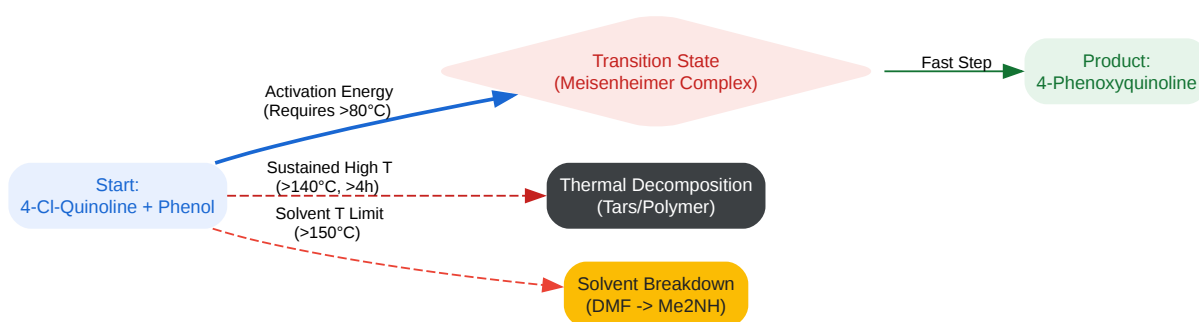 Transition State
(Meisenheimer Complex)
Fast Step
Product:
4-Phenoxyquinoline
Activation Energy
(Requires >80°C)
Start:
4-Cl-Quinoline + Phenol
Sustained High T
(>140°C, >4h)
Thermal Decomposition
(Tars/Polymer)
Solvent T Limit
(>150°C)
Solvent Breakdown
(DMF -> Me2NH)